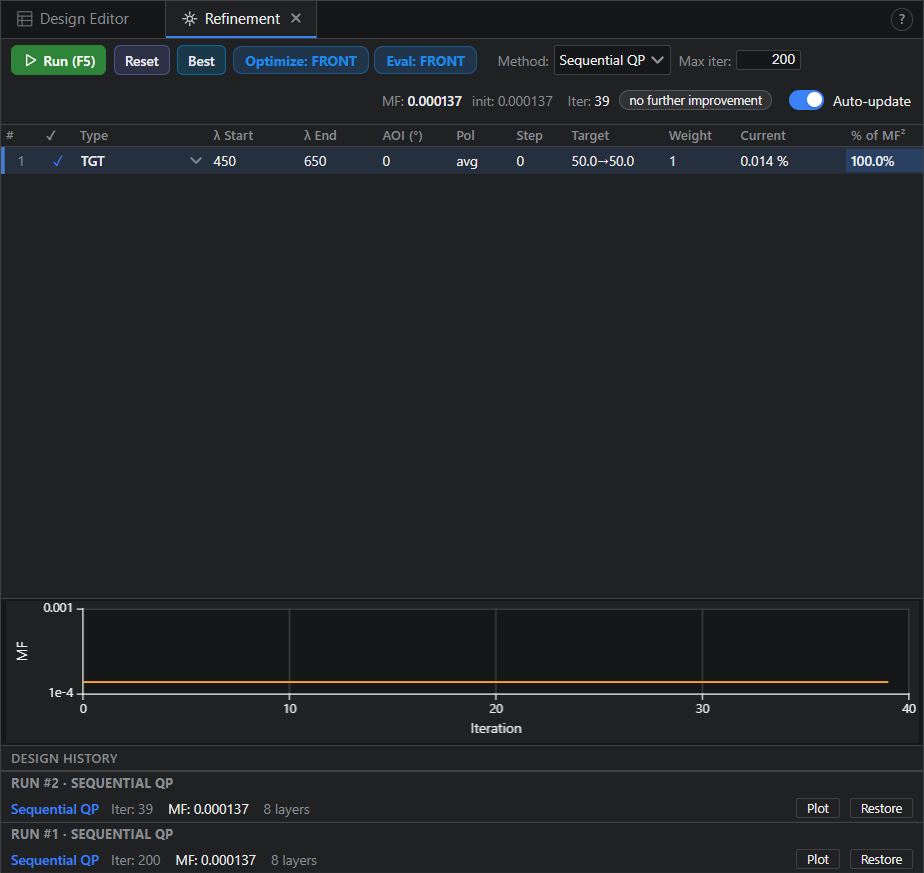 Design Editor Refinement ✕ ?
Run (F5) Reset Best Optimize: FRONT Eval: FRONT Method: Sequential QP Max iter: 200
MF: 0.000137 init: 0.000137 Iter: 39 no further improvement Auto-update
# ✓ Type λ Start λ End AOI (°) Pol Step Target Weight Current % of MF²
1 ✓ TGT 450 650 0 avg 0 50.0→50.0 1 0.014 % 100.0%
0.001
MF
1e-4
0 10 20 30 40
Iteration
DESIGN HISTORY
RUN #2 · SEQUENTIAL QP
Sequential QP Iter: 39 MF: 0.000137 8 layers Plot Restore
RUN #1 · SEQUENTIAL QP
Sequential QP Iter: 200 MF: 0.000137 8 layers Plot Restore